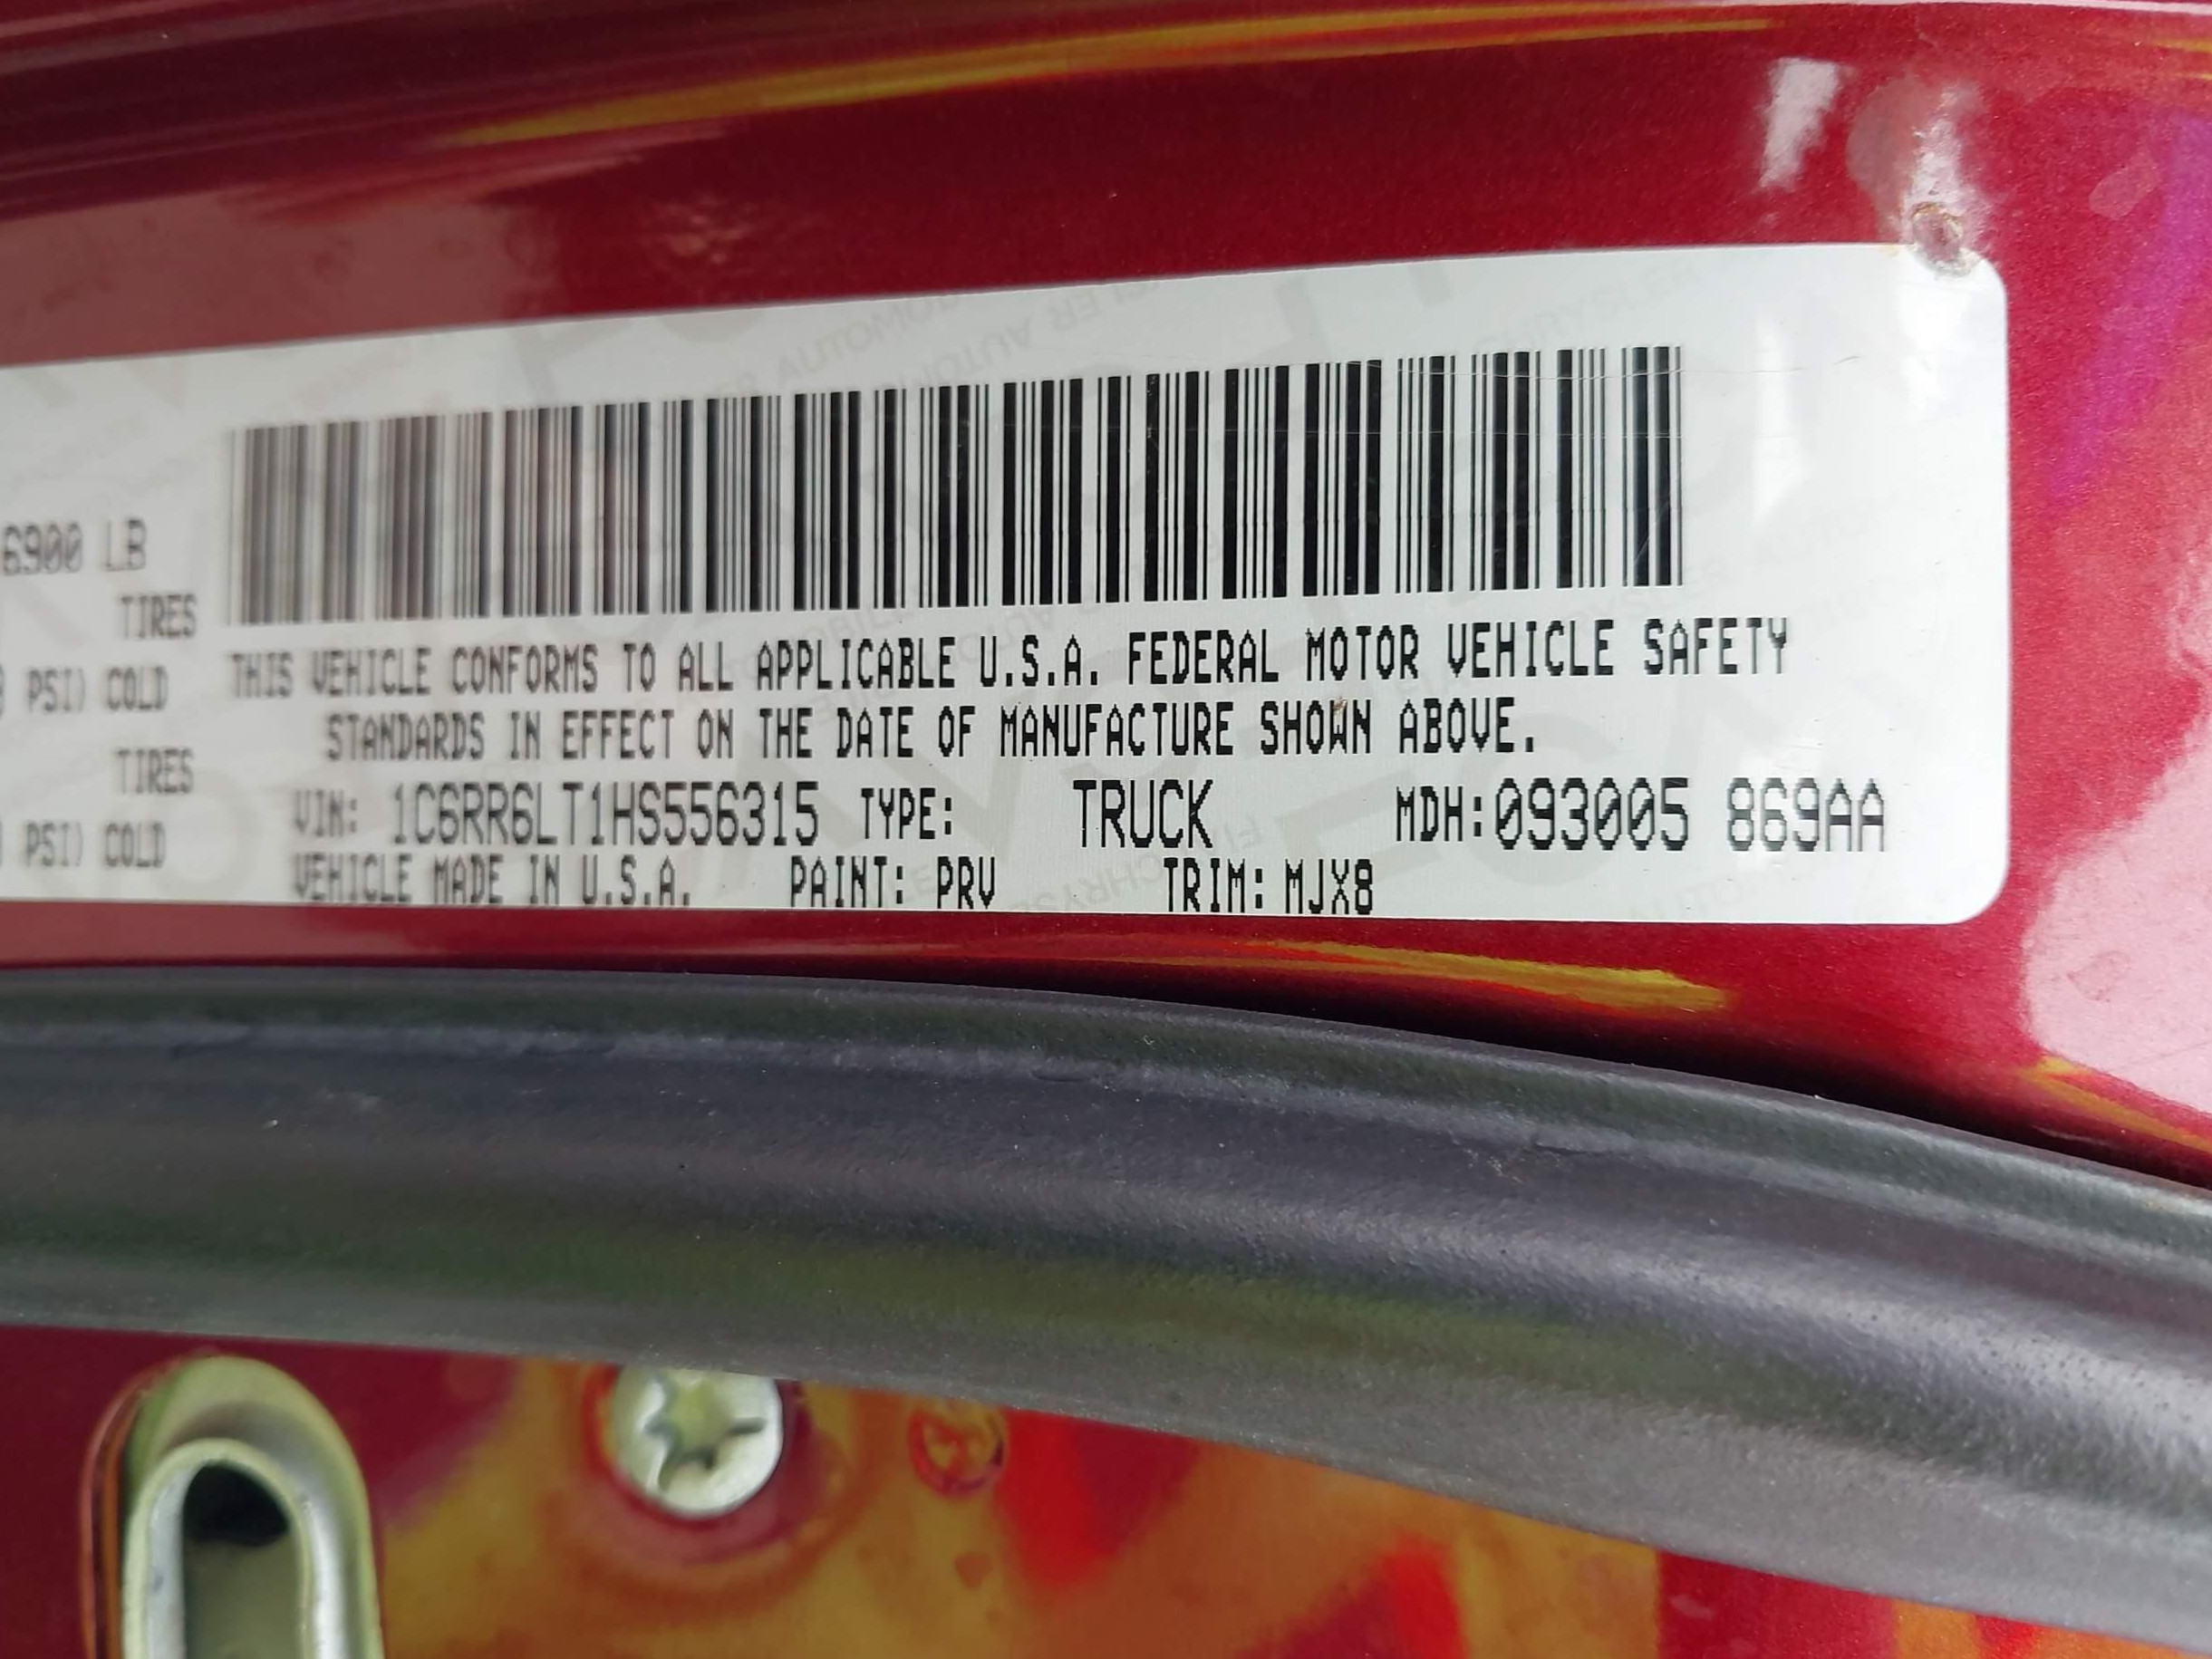 6900 LB
TIRES
PSI) COLD
TIRES
PSI) COLD
THIS VEHICLE CONFORMS TO ALL APPLICABLE U.S.A. FEDERAL MOTOR VEHICLE SAFETY
STANDARDS IN EFFECT ON THE DATE OF MANUFACTURE SHOWN ABOVE.
VIN: 1C6RR6LT1HS556315 TYPE: TRUCK MDH:093005 869AA
VEHICLE MADE IN U.S.A. PAINT: PRV TRIM: MJX8